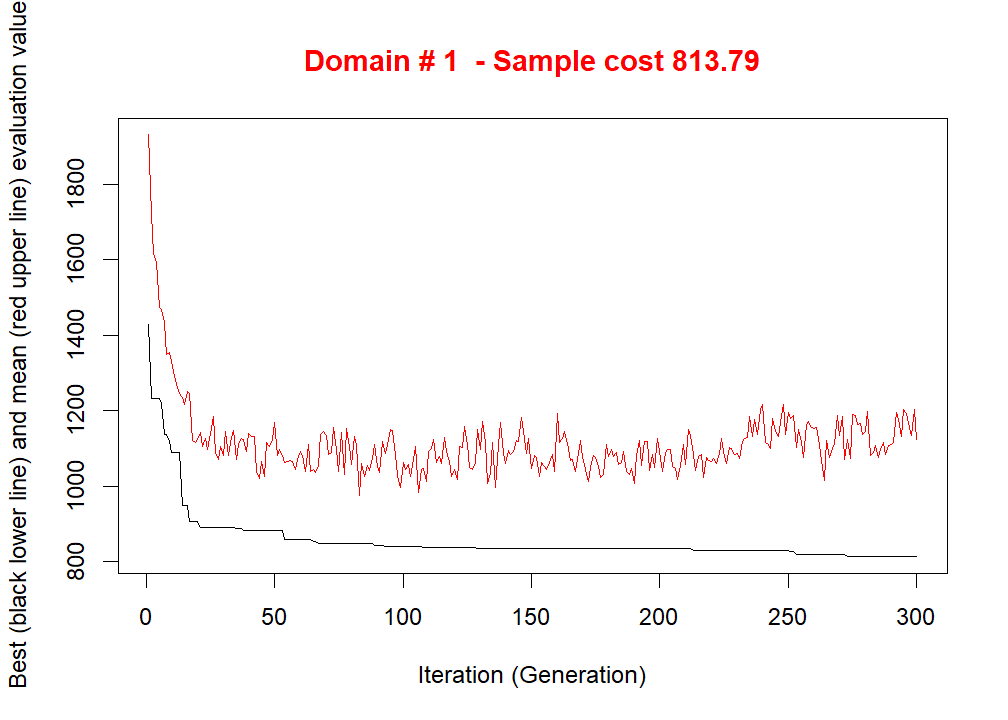 Domain # 1  - Sample cost 813.79
Best (black lower line) and mean (red upper line) evaluation value
1800
1600
1400
1200
1000
800
0 50 100 150 200 250 300
Iteration (Generation)